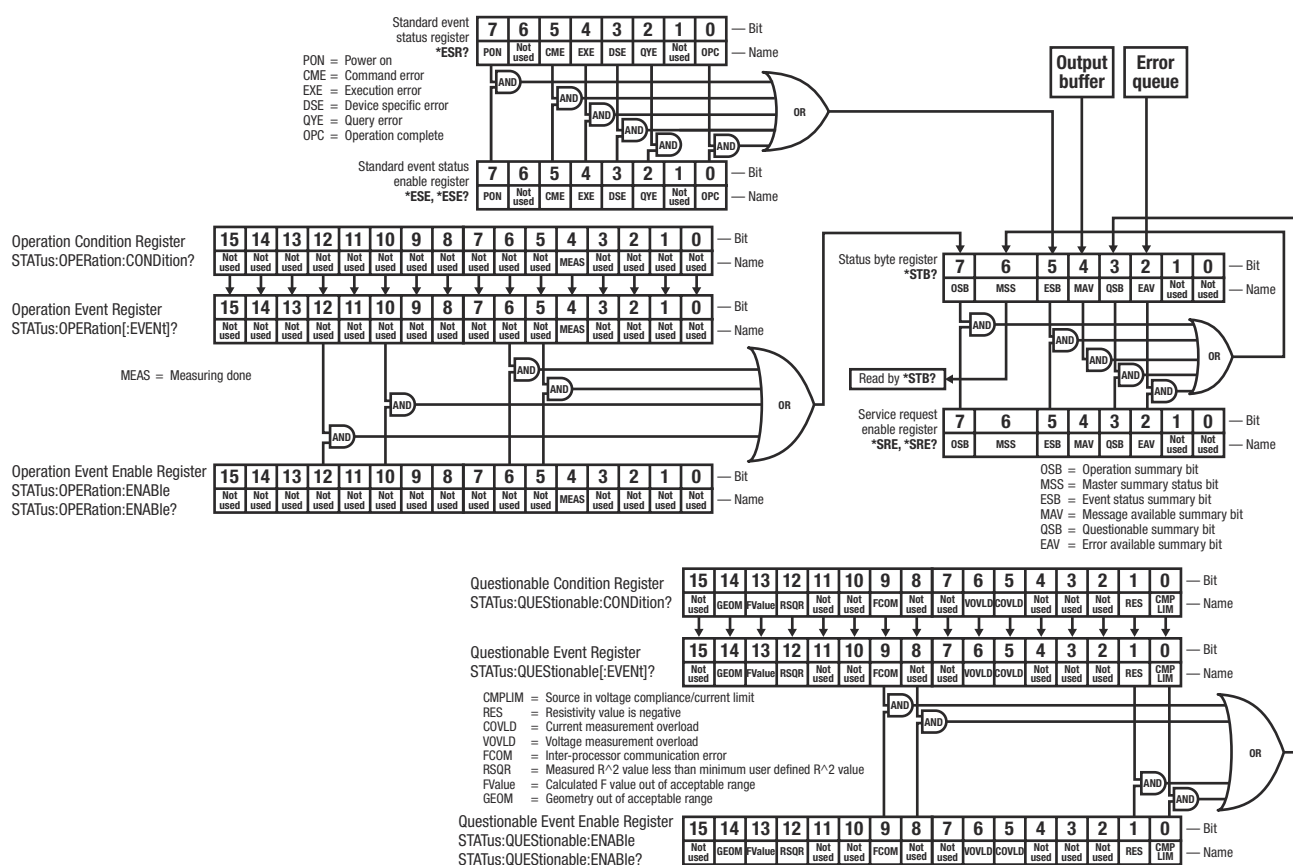 Standard event
status register
*ESR?
7 6 5 4 3 2 1 0 — Bit
PON Not used CME EXE DSE QYE Not used OPC — Name
PON = Power on
CME = Command error
EXE = Execution error
DSE = Device specific error
QYE = Query error
OPC = Operation complete
AND
AND
AND
AND
AND
AND
OR
Standard event status
enable register
*ESE, *ESE?
7 6 5 4 3 2 1 0 — Bit
PON Not used CME EXE DSE QYE Not used OPC — Name
Output
buffer
Error
queue
Operation Condition Register
STATus:OPERation:CONDition?
15 14 13 12 11 10 9 8 7 6 5 4 3 2 1 0 — Bit
Not used Not used Not used Not used Not used Not used Not used Not used Not used Not used Not used MEAS Not used Not used Not used Not used — Name
Operation Event Register
STATus:OPERation[:EVENt]?
15 14 13 12 11 10 9 8 7 6 5 4 3 2 1 0 — Bit
Not used Not used Not used Not used Not used Not used Not used Not used Not used Not used Not used MEAS Not used Not used Not used Not used — Name
MEAS = Measuring done
AND
AND
AND
AND
OR
Operation Event Enable Register
STATus:OPERation:ENABle
STATus:OPERation:ENABle?
15 14 13 12 11 10 9 8 7 6 5 4 3 2 1 0 — Bit
Not used Not used Not used Not used Not used Not used Not used Not used Not used Not used Not used MEAS Not used Not used Not used Not used — Name
Status byte register
*STB?
7 6 5 4 3 2 1 0 — Bit
OSB MSS ESB MAV QSB EAV Not used Not used — Name
AND
AND
AND
AND
AND
OR
Read by *STB?
Service request
enable register
*SRE, *SRE?
7 6 5 4 3 2 1 0 — Bit
OSB MSS ESB MAV QSB EAV Not used Not used — Name
OSB = Operation summary bit
MSS = Master summary status bit
ESB = Event status summary bit
MAV = Message available summary bit
QSB = Questionable summary bit
EAV = Error available summary bit
Questionable Condition Register
STATus:QUEStionable:CONDition?
15 14 13 12 11 10 9 8 7 6 5 4 3 2 1 0 — Bit
Not used GEOM FValue RSQR Not used Not used FCOM Not used Not used VOVLD COVLD Not used Not used Not used RES CMP LIM — Name
Questionable Event Register
STATus:QUEStionable[:EVENt]?
15 14 13 12 11 10 9 8 7 6 5 4 3 2 1 0 — Bit
Not used GEOM FValue RSQR Not used Not used FCOM Not used Not used VOVLD COVLD Not used Not used Not used RES CMP LIM — Name
CMPLIM = Source in voltage compliance/current limit
RES = Resistivity value is negative
COVLD = Current measurement overload
VOVLD = Voltage measurement overload
FCOM = Inter-processor communication error
RSQR = Measured R^2 value less than minimum user defined R^2 value
FValue = Calculated F value out of acceptable range
GEOM = Geometry out of acceptable range
AND
AND
AND
AND
OR
Questionable Event Enable Register
STATus:QUEStionable:ENABle
STATus:QUEStionable:ENABle?
15 14 13 12 11 10 9 8 7 6 5 4 3 2 1 0 — Bit
Not used GEOM FValue RSQR Not used Not used FCOM Not used Not used VOVLD COVLD Not used Not used Not used RES CMP LIM — Name